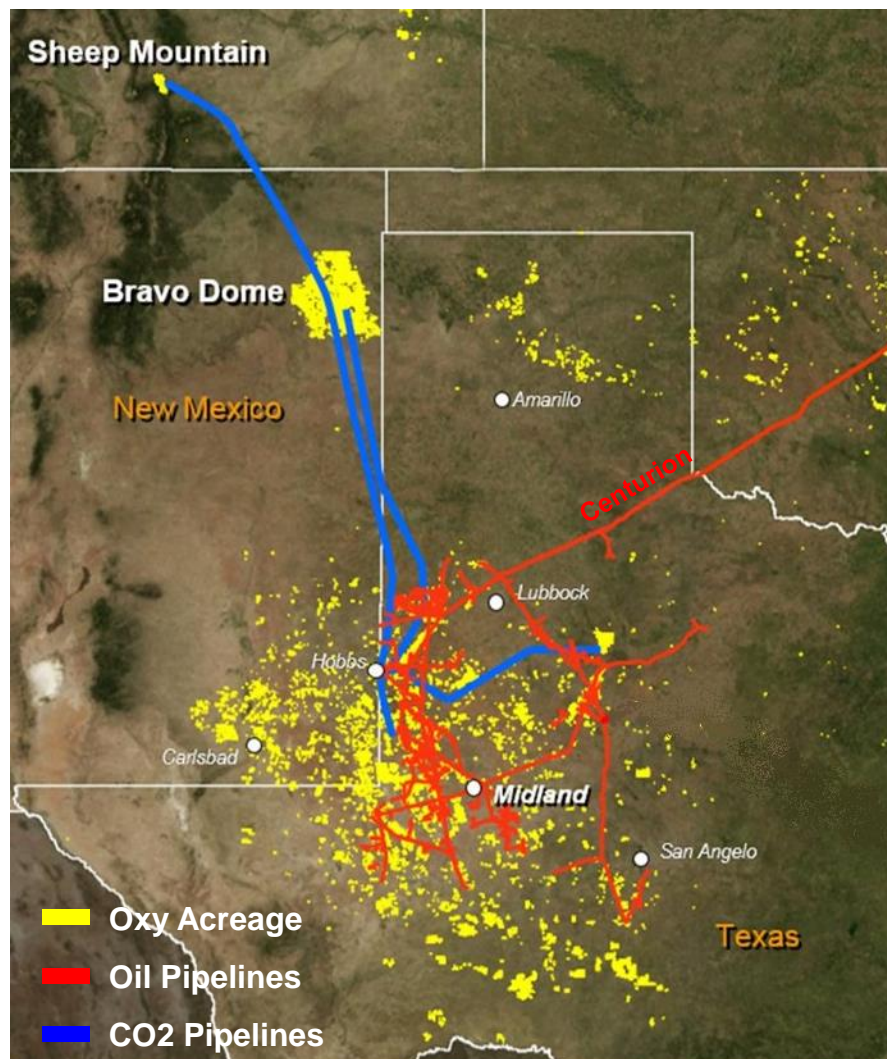 Sheep Mountain
Bravo Dome
New Mexico
Amarillo
Centurion
Lubbock
Hobbs
Carlsbad
Midland
San Angelo
Texas
Oxy Acreage
Oil Pipelines
CO2 Pipelines